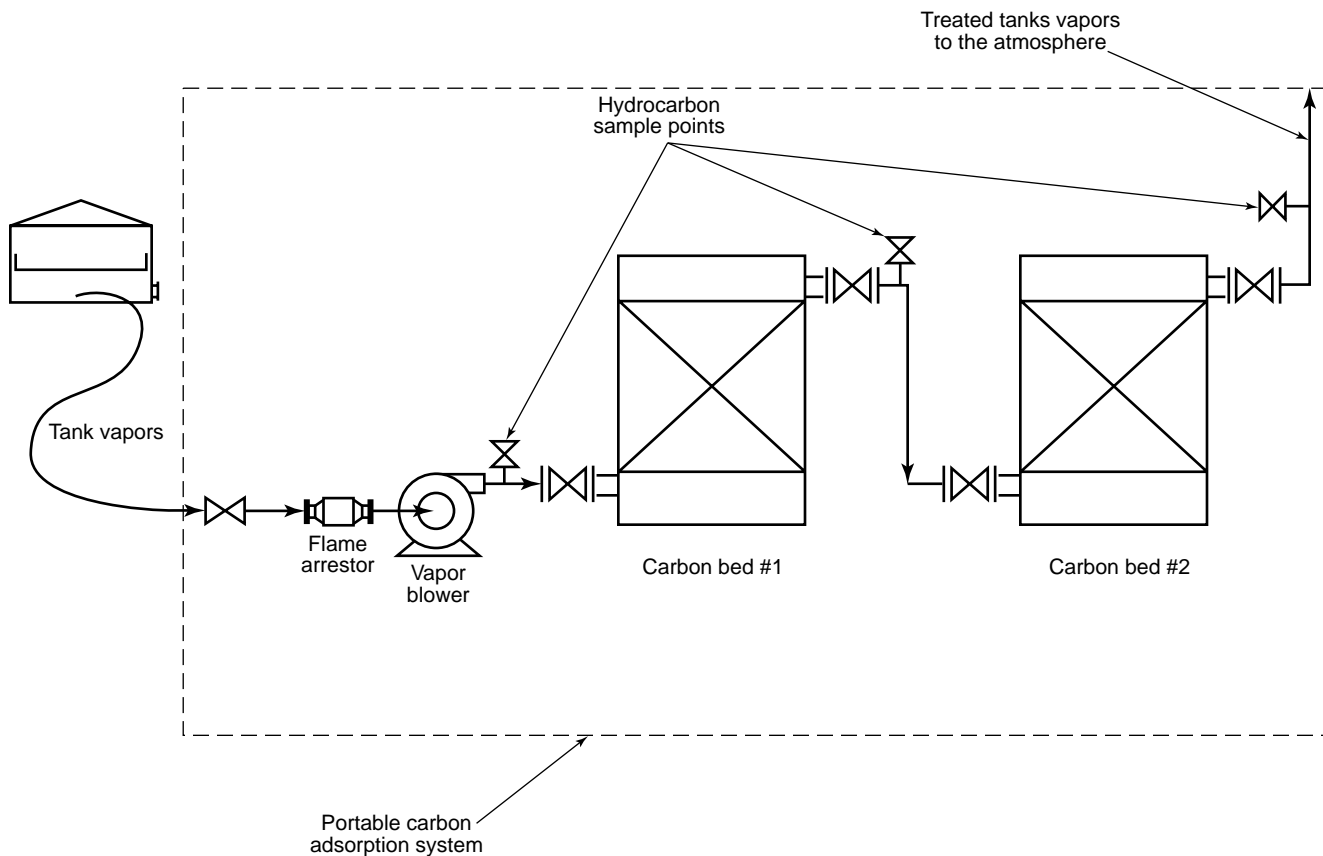 Treated tanks vapors
to the atmosphere
Hydrocarbon
sample points
Tank vapors
Flame
arrestor
Vapor
blower
Carbon bed #1
Carbon bed #2
Portable carbon
adsorption system